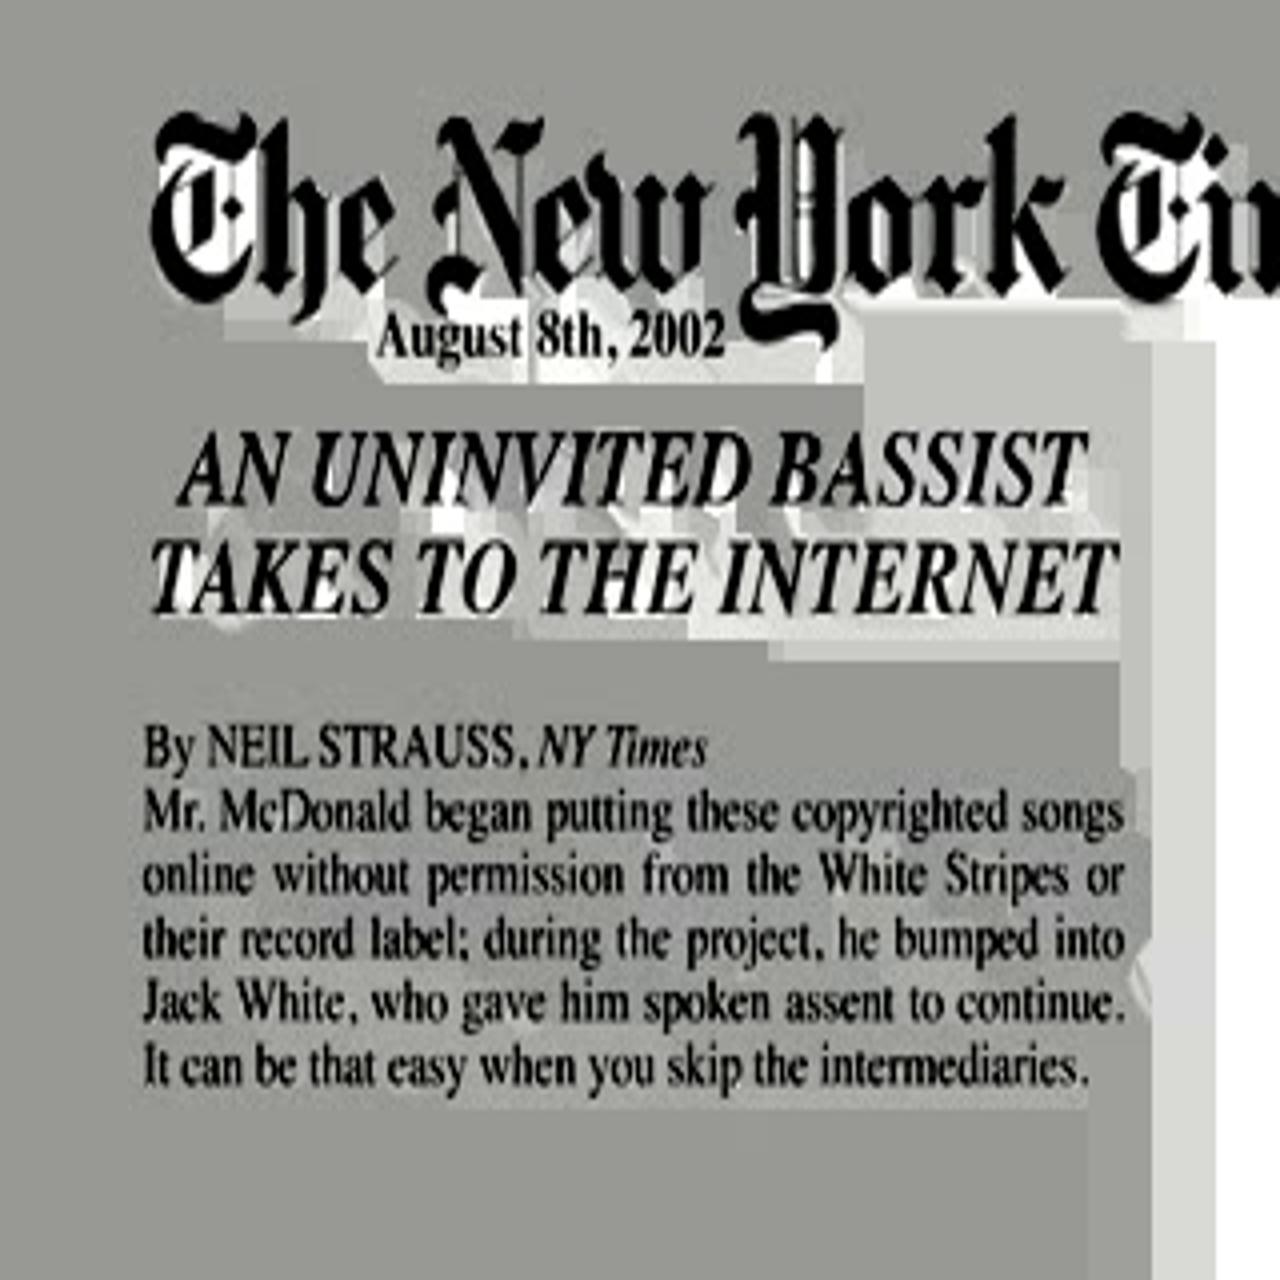 The New York Tim
August 8th, 2002
AN UNINVITED BASSIST
TAKES TO THE INTERNET
By NEIL STRAUSS, NY Times
Mr. McDonald began putting these copyrighted songs
online without permission from the White Stripes or
their record label; during the project, he bumped into
Jack White, who gave him spoken assent to continue.
It can be that easy when you skip the intermediaries.